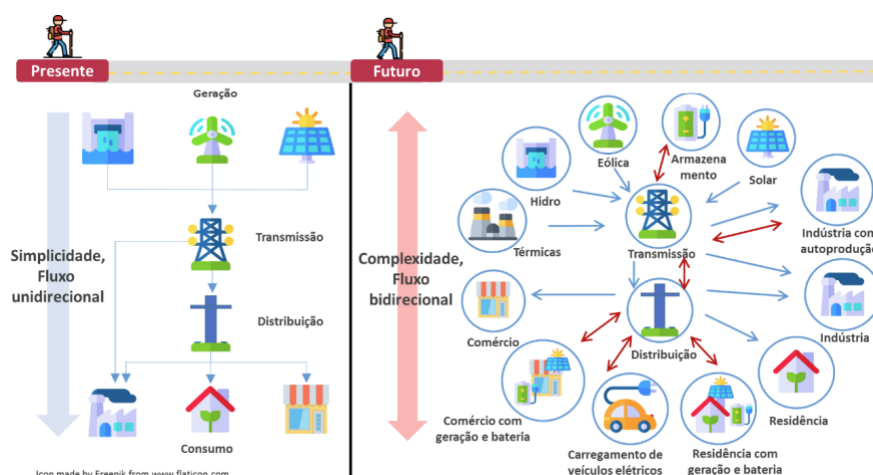 Presente
Futuro
Geração
Transmissão
Simplicidade,
Fluxo
unidirecional
Distribuição
Consumo
Icon made by Freepik from www.flaticon.com
Eólica
Armazena
mento
Solar
Hidro
Indústria com
autoprodução
Térmicas
Transmissão
Complexidade,
Fluxo
bidirecional
Comércio
Indústria
Distribuição
Residência
Comércio com
geração e bateria
Carregamento de
veículos elétricos
Residência com
geração e bateria